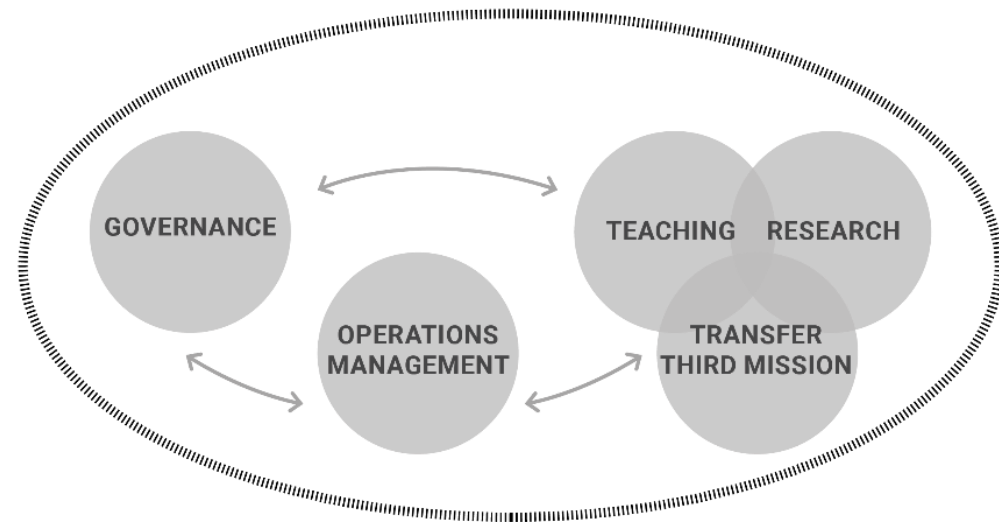 GOVERNANCE
TEACHING
RESEARCH
OPERATIONS
MANAGEMENT
TRANSFER
THIRD MISSION